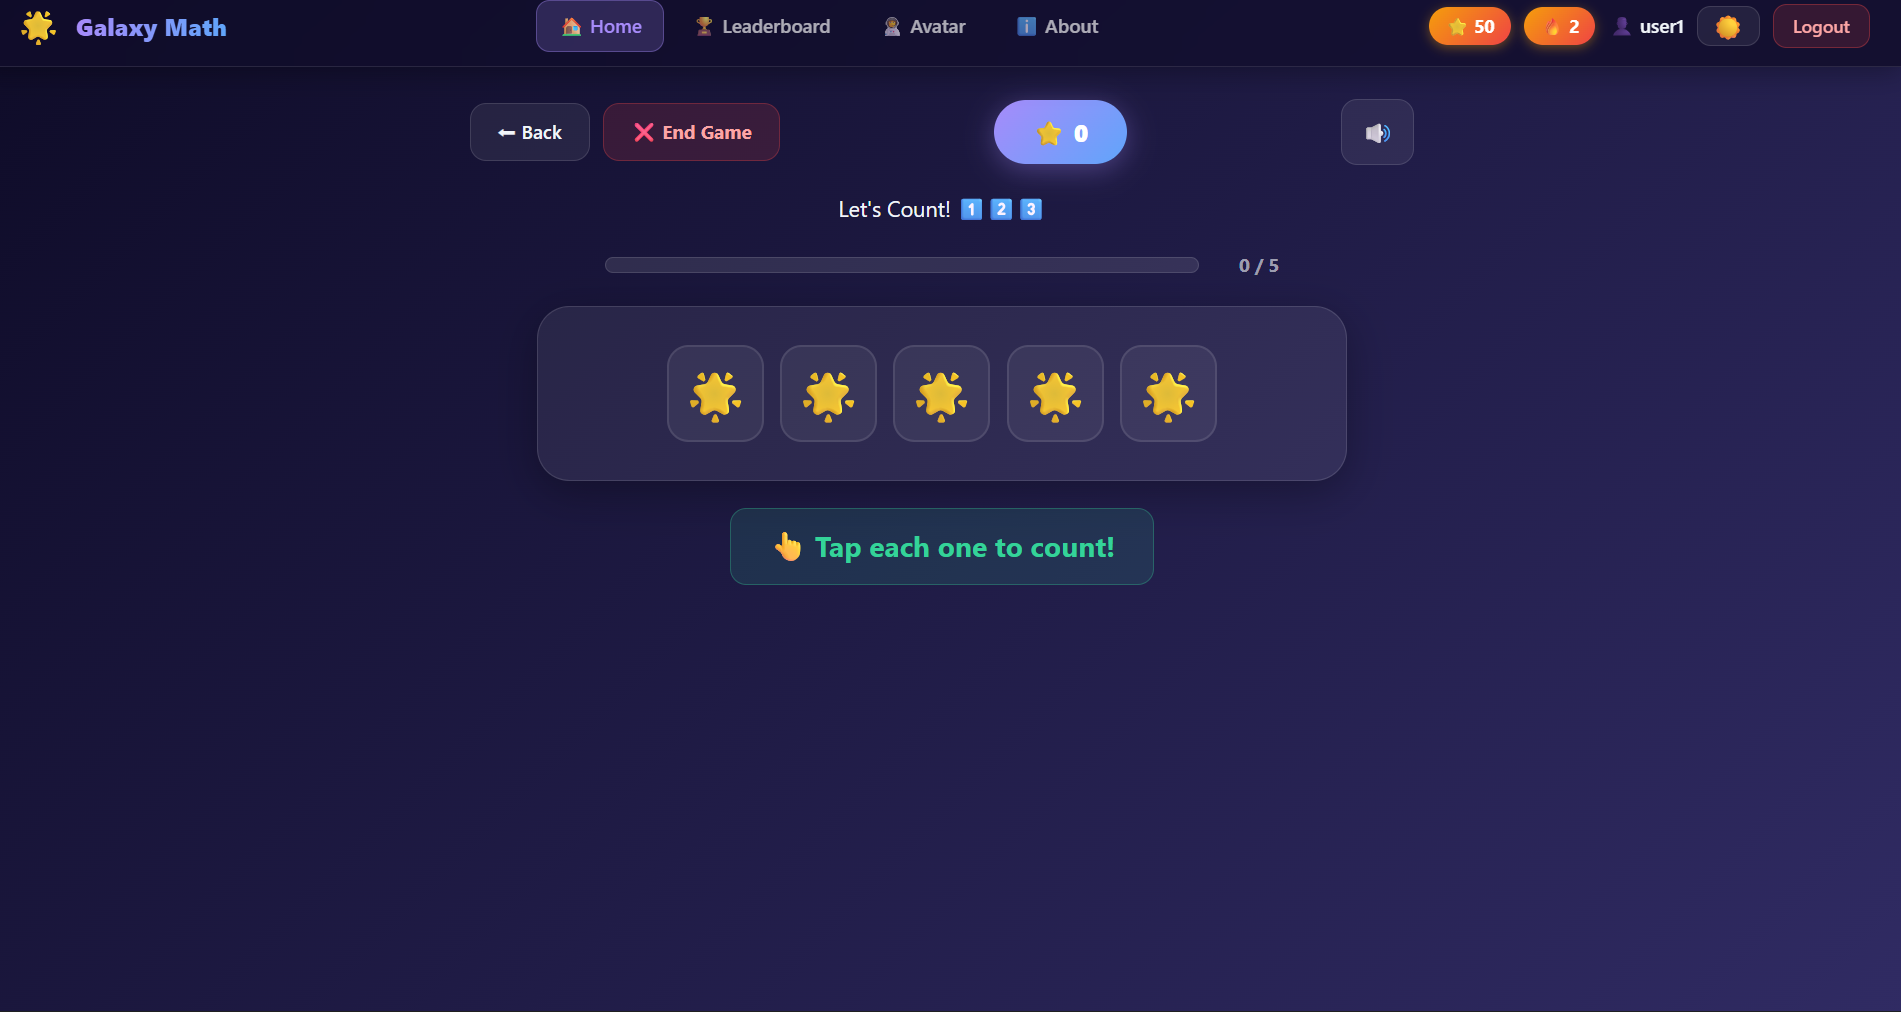 Galaxy Math
Home
Leaderboard
Avatar
About
50
2
user1
Logout
Back
End Game
0
Let's Count! 1 2 3
0 / 5
Tap each one to count!